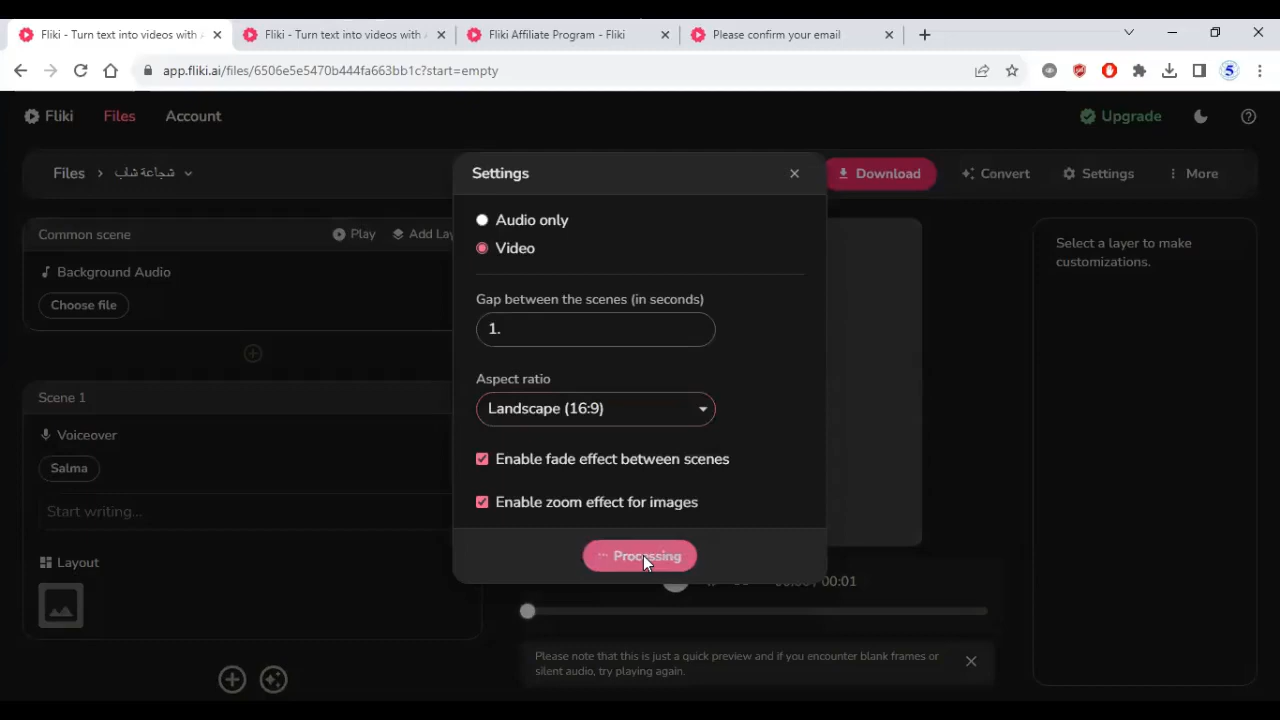 Fliki - Turn text into videos with
Fliki - Turn text into videos with
Fliki Affiliate Program - Fliki
Please confirm your email
app.fliki.ai/files/6506e5e5470b444fa663bb1c?start=empty
5
Fliki
Files
Account
Upgrade
Files > شجاعة شاب
Download
Convert
Settings
More
Settings
Audio only
Video
Gap between the scenes (in seconds)
1.
Aspect ratio
Landscape (16:9)
Enable fade effect between scenes
Enable zoom effect for images
Processing
Common scene
Play
Add Lay
Background Audio
Choose file
Scene 1
Voiceover
Salma
Start writing...
Layout
00:01
Please note that this is just a quick preview and if you encounter blank frames or
silent audio, try playing again.
Select a layer to make
customizations.